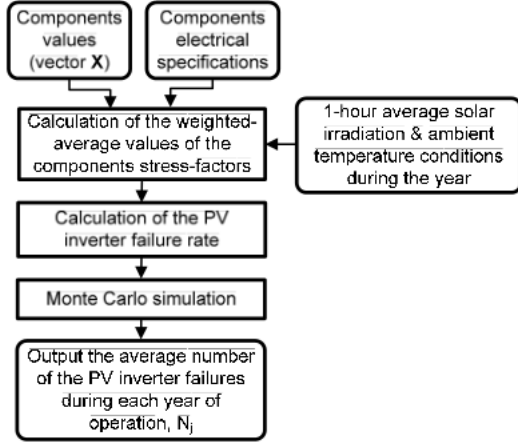 Components
values
(vector X)
Components
electrical
specifications
Calculation of the weighted-
average values of the
components stress-factors
1-hour average solar
irradiation & ambient
temperature conditions
during the year
Calculation of the PV
inverter failure rate
Monte Carlo simulation
Output the average number
of the PV inverter failures
during each year of
operation, Nj